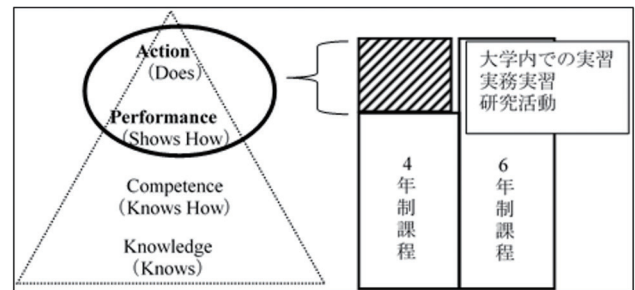 Action
(Does)
Performance
(Shows How)
Competence
(Knows How)
Knowledge
(Knows)
大学内での実習
実務実習
研究活動
4年制課程
6年制課程